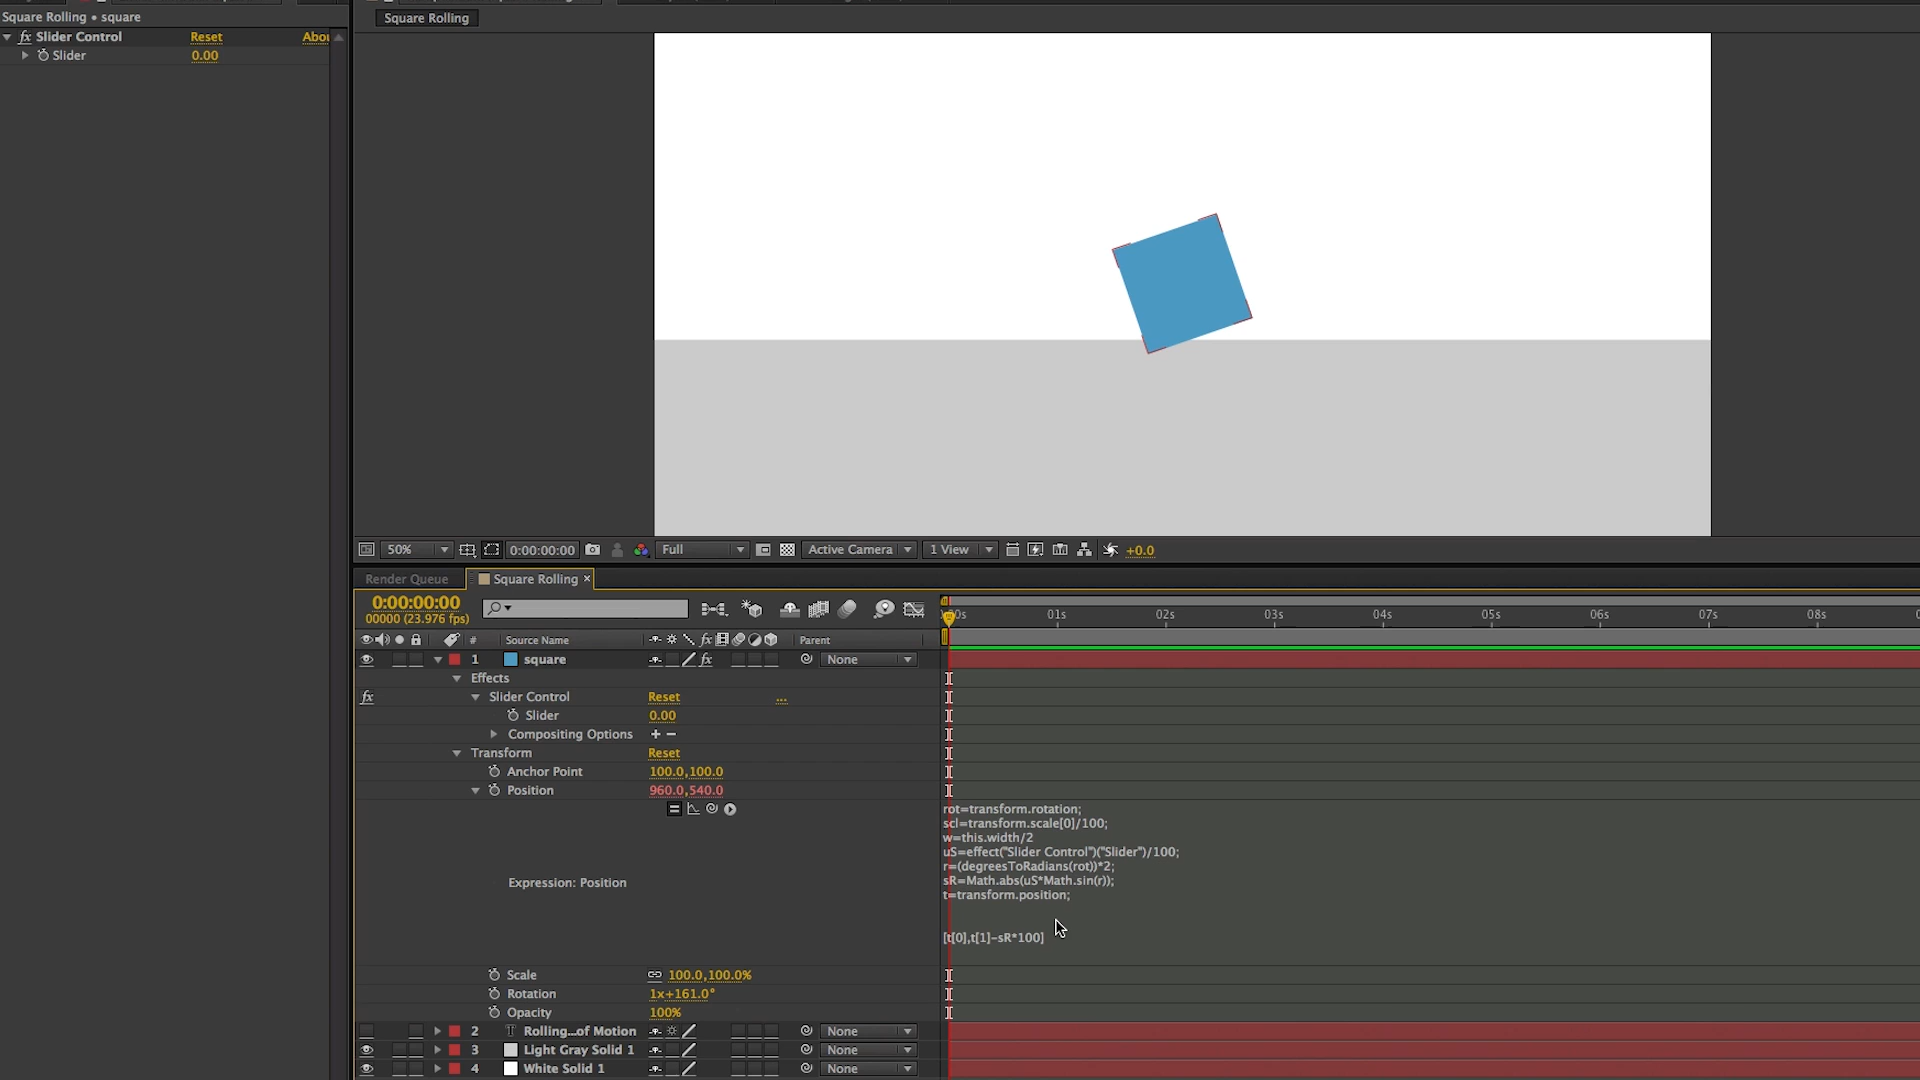 Square Rolling • square
Slider Control Reset Abou
Slider 0.00
Square Rolling
50% 0:00:00:00 Full Active Camera 1 View +0.0
Render Queue Square Rolling ×
0:00:00:00
00000 (23.976 fps)
00s 01s 02s 03s 04s 05s 06s 07s 08s
# Source Name fx Parent
1 square fx None
Effects
fx Slider Control Reset ...
Slider 0.00
Compositing Options + −
Transform Reset
Anchor Point 100.0,100.0
Position 960.0,540.0
Expression: Position
rot=transform.rotation;
scl=transform.scale[0]/100;
w=this.width/2
uS=effect("Slider Control")("Slider")/100;
r=(degreesToRadians(rot))*2;
sR=Math.abs(uS*Math.sin(r));
t=transform.position;
[t[0],t[1]-sR*100]
Scale 100.0,100.0%
Rotation 1x+161.0°
Opacity 100%
2 T Rolling...of Motion None
3 Light Gray Solid 1 None
4 White Solid 1 None